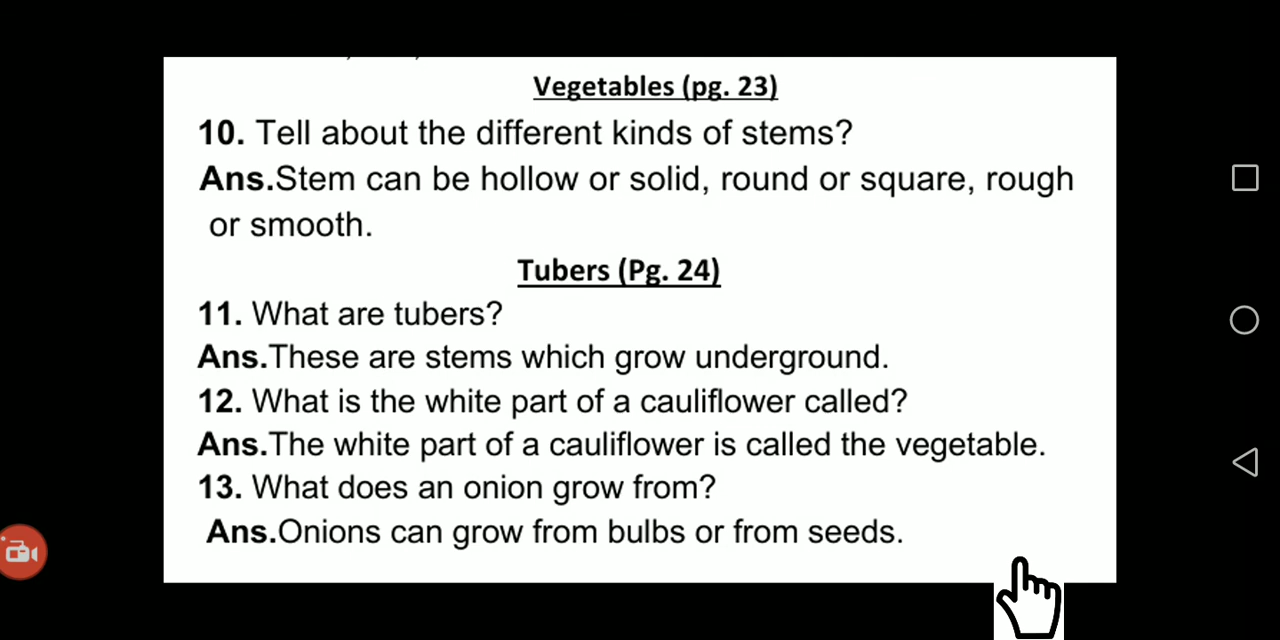 Vegetables (pg. 23)
10. Tell about the different kinds of stems?
Ans.Stem can be hollow or solid, round or square, rough
or smooth.
Tubers (Pg. 24)
11. What are tubers?
Ans.These are stems which grow underground.
12. What is the white part of a cauliflower called?
Ans.The white part of a cauliflower is called the vegetable.
13. What does an onion grow from?
Ans.Onions can grow from bulbs or from seeds.